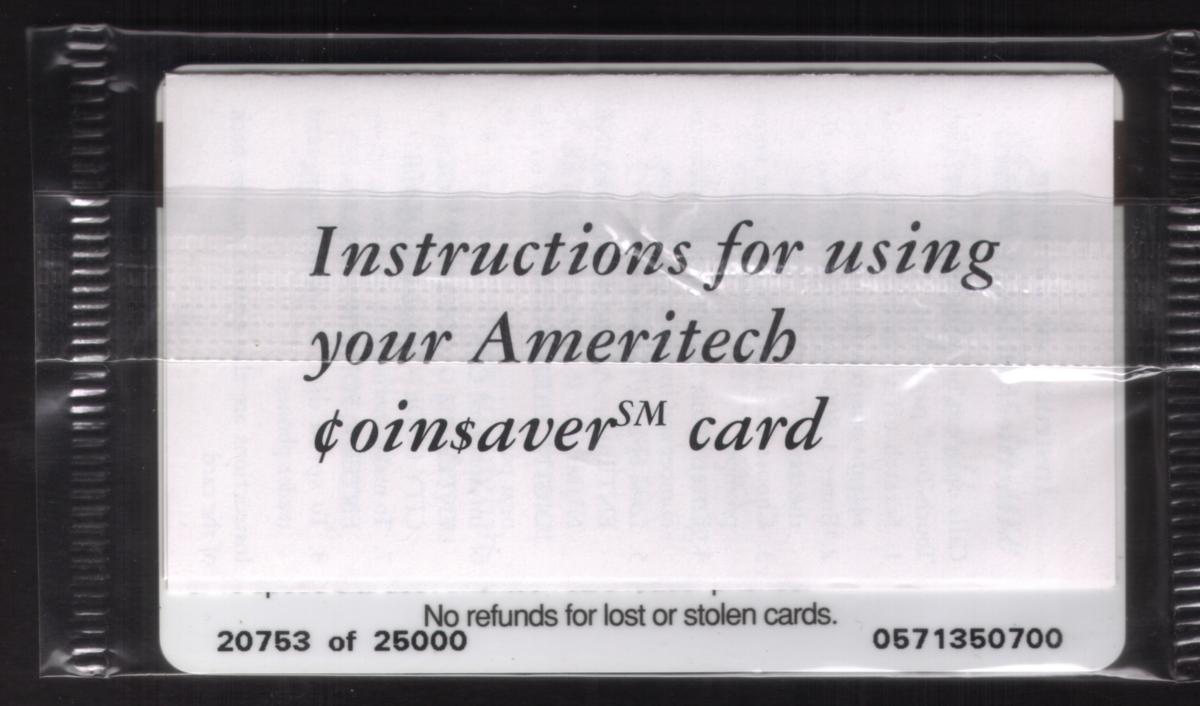 Instructions for using
your Ameritech
¢oin$aver℠ card
No refunds for lost or stolen cards.
20753 of 25000
0571350700